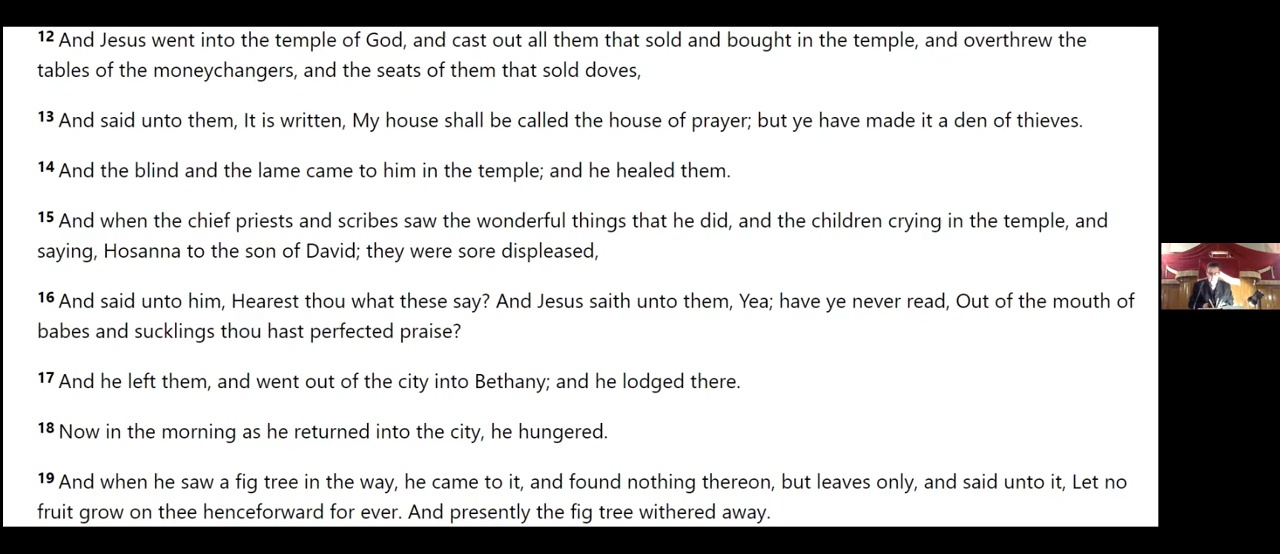 12 And Jesus went into the temple of God, and cast out all them that sold and bought in the temple, and overthrew the
tables of the moneychangers, and the seats of them that sold doves,
13 And said unto them, It is written, My house shall be called the house of prayer; but ye have made it a den of thieves.
14 And the blind and the lame came to him in the temple; and he healed them.
15 And when the chief priests and scribes saw the wonderful things that he did, and the children crying in the temple, and
saying, Hosanna to the son of David; they were sore displeased,
16 And said unto him, Hearest thou what these say? And Jesus saith unto them, Yea; have ye never read, Out of the mouth of
babes and sucklings thou hast perfected praise?
17 And he left them, and went out of the city into Bethany; and he lodged there.
18 Now in the morning as he returned into the city, he hungered.
19 And when he saw a fig tree in the way, he came to it, and found nothing thereon, but leaves only, and said unto it, Let no
fruit grow on thee henceforward for ever. And presently the fig tree withered away.